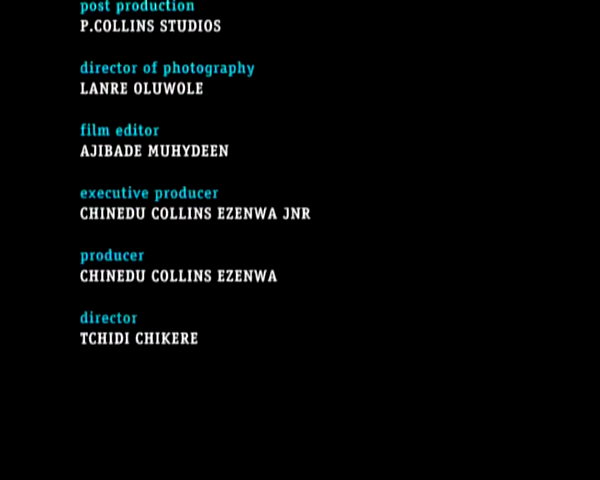 post production
P.COLLINS STUDIOS
director of photography
LANRE OLUWOLE
film editor
AJIBADE MUHYDEEN
executive producer
CHINEDU COLLINS EZENWA JNR
producer
CHINEDU COLLINS EZENWA
director
TCHIDI CHIKERE